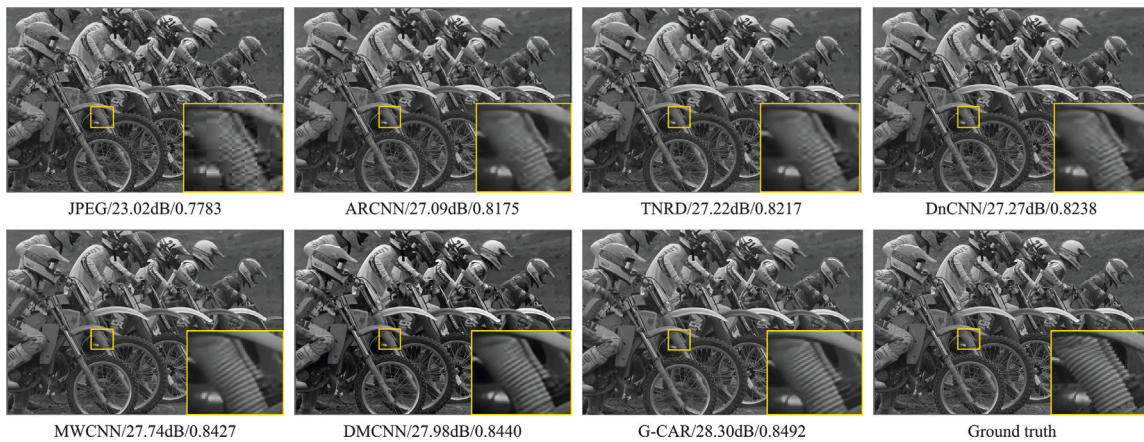 JPEG/23.02dB/0.7783
ARCNN/27.09dB/0.8175
TNRD/27.22dB/0.8217
DnCNN/27.27dB/0.8238
MWCNN/27.74dB/0.8427
DMCNN/27.98dB/0.8440
G-CAR/28.30dB/0.8492
Ground truth